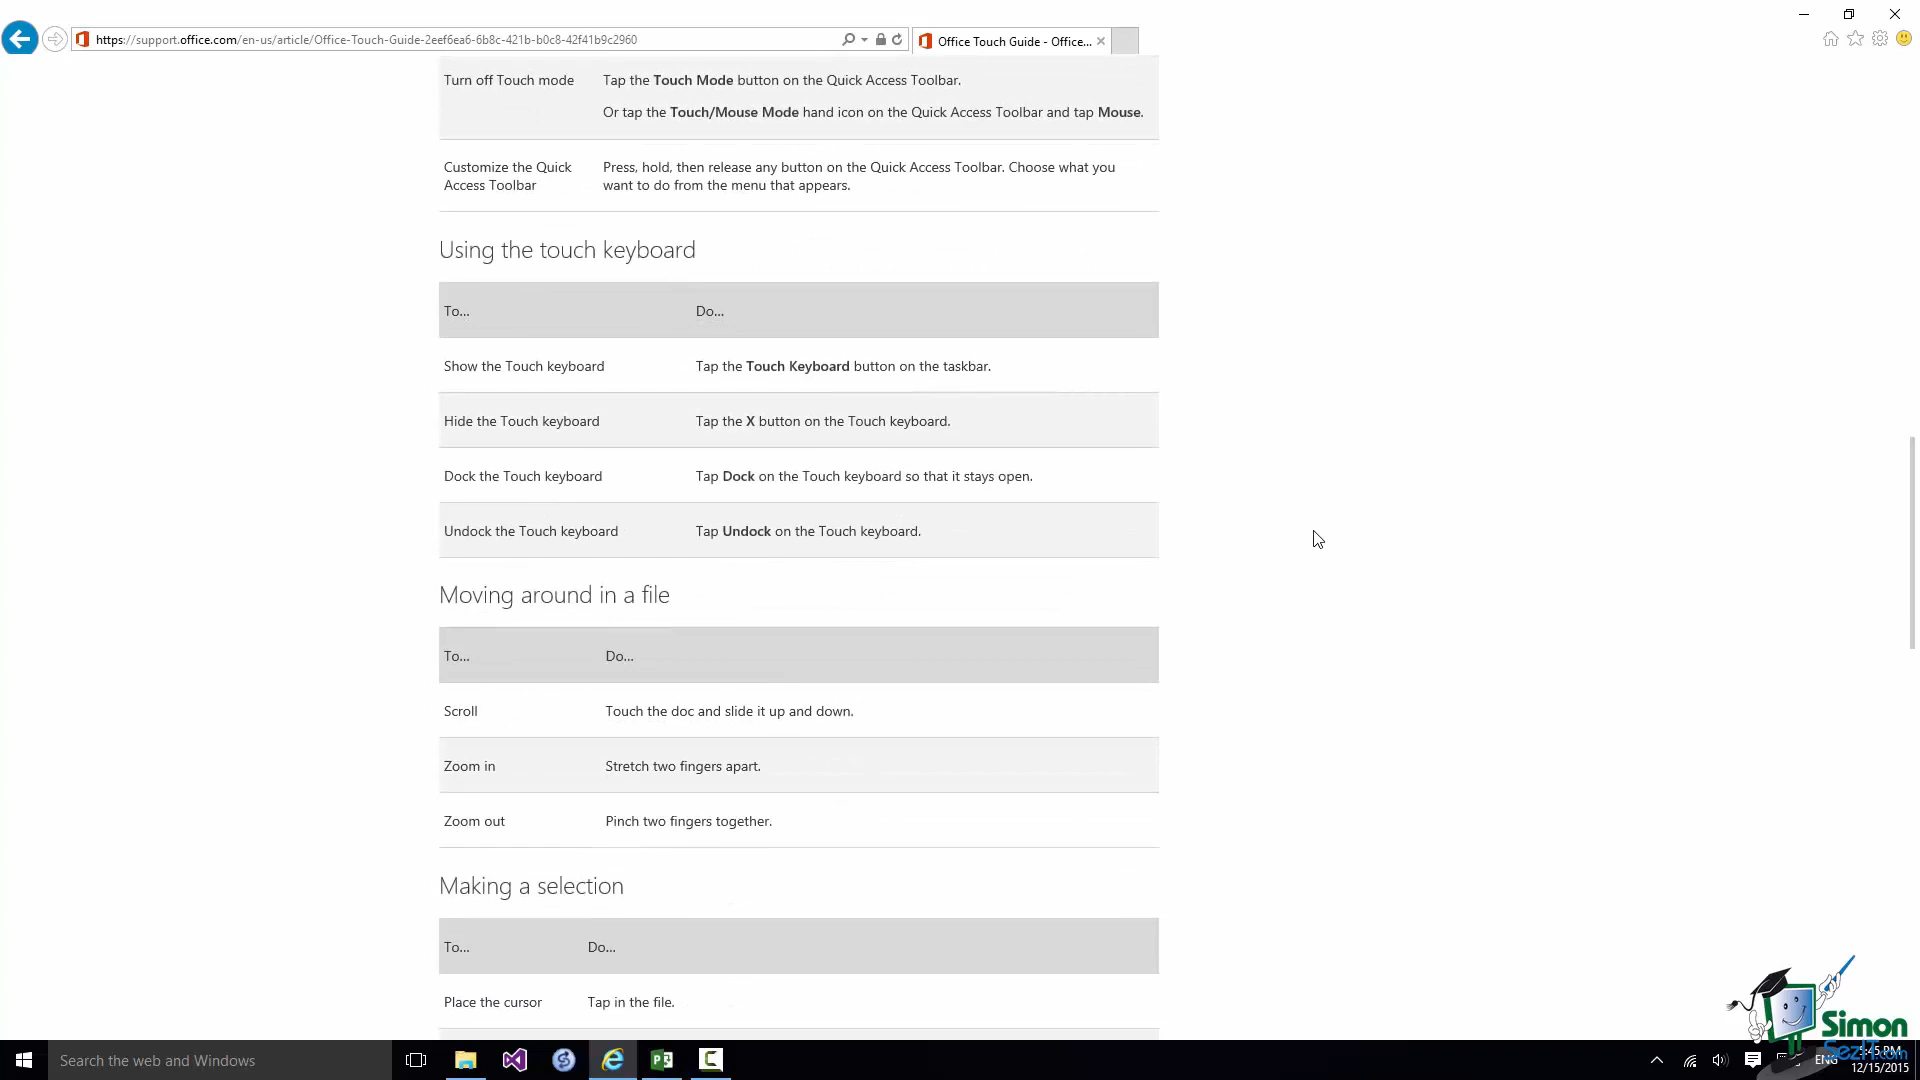 https://support.office.com/en-us/article/Office-Touch-Guide-2eef6ea6-6b8c-421b-b0c8-42f41b9c2960
Office Touch Guide - Office...
Turn off Touch mode
Tap the Touch Mode button on the Quick Access Toolbar.
Or tap the Touch/Mouse Mode hand icon on the Quick Access Toolbar and tap Mouse.
Customize the Quick
Access Toolbar
Press, hold, then release any button on the Quick Access Toolbar. Choose what you
want to do from the menu that appears.
Using the touch keyboard
To...
Do...
Show the Touch keyboard
Tap the Touch Keyboard button on the taskbar.
Hide the Touch keyboard
Tap the X button on the Touch keyboard.
Dock the Touch keyboard
Tap Dock on the Touch keyboard so that it stays open.
Undock the Touch keyboard
Tap Undock on the Touch keyboard.
Moving around in a file
To...
Do...
Scroll
Touch the doc and slide it up and down.
Zoom in
Stretch two fingers apart.
Zoom out
Pinch two fingers together.
Making a selection
To...
Do...
Place the cursor
Tap in the file.
Simon
SezIT.com
Search the web and Windows
ENG
:45 PM
12/15/2015